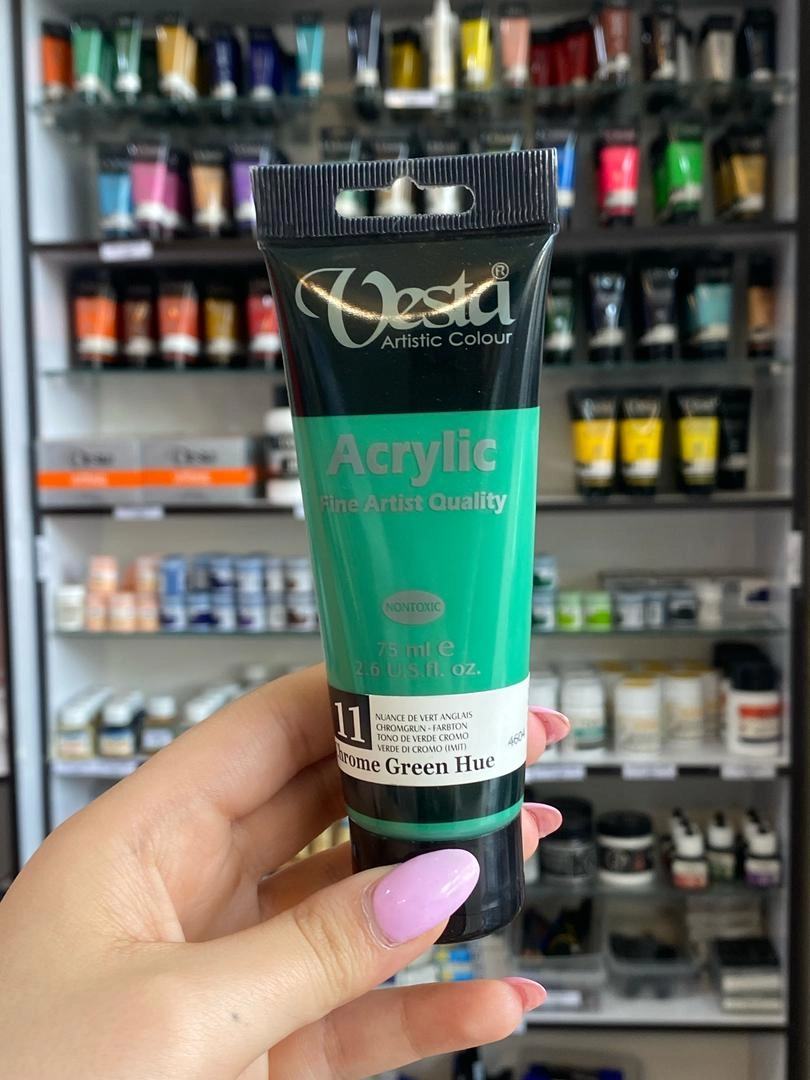 Vesta®
Artistic Colour
Acrylic
Fine Artist Quality
NONTOXIC
75 ml e
2.6 U.S.fl. oz.
11
NUANCE DE VERT ANGLAIS
CHROMGRUN - FARBTON
TONO DE VERDE CROMO
VERDE DI CROMO (IMIT)
4604
hrome Green Hue